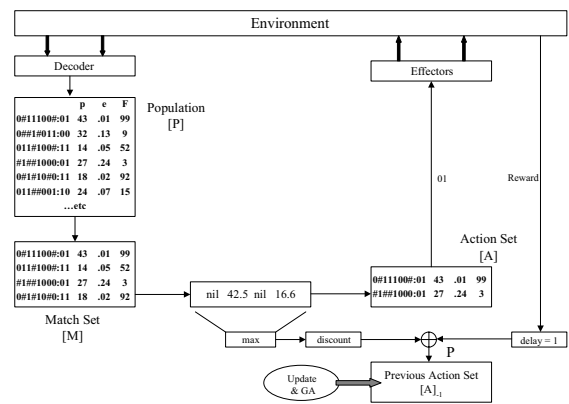 Environment
Decoder
Effectors
p e F
0#11100#:01 43 .01 99
0##1#011:00 32 .13 9
011#100#:11 14 .05 52
#1##1000:01 27 .24 3
0#1#10#0:11 18 .02 92
011##001:10 24 .07 15
…etc
Population
[P]
01
Reward
0#11100#:01 43 .01 99
011#100#:11 14 .05 52
#1##1000:01 27 .24 3
0#1#10#0:11 18 .02 92
Match Set
[M]
nil 42.5 nil 16.6
Action Set
[A]
0#11100#:01 43 .01 99
#1##1000:01 27 .24 3
max
discount
delay = 1
P
Update
& GA
Previous Action Set
[A]-1